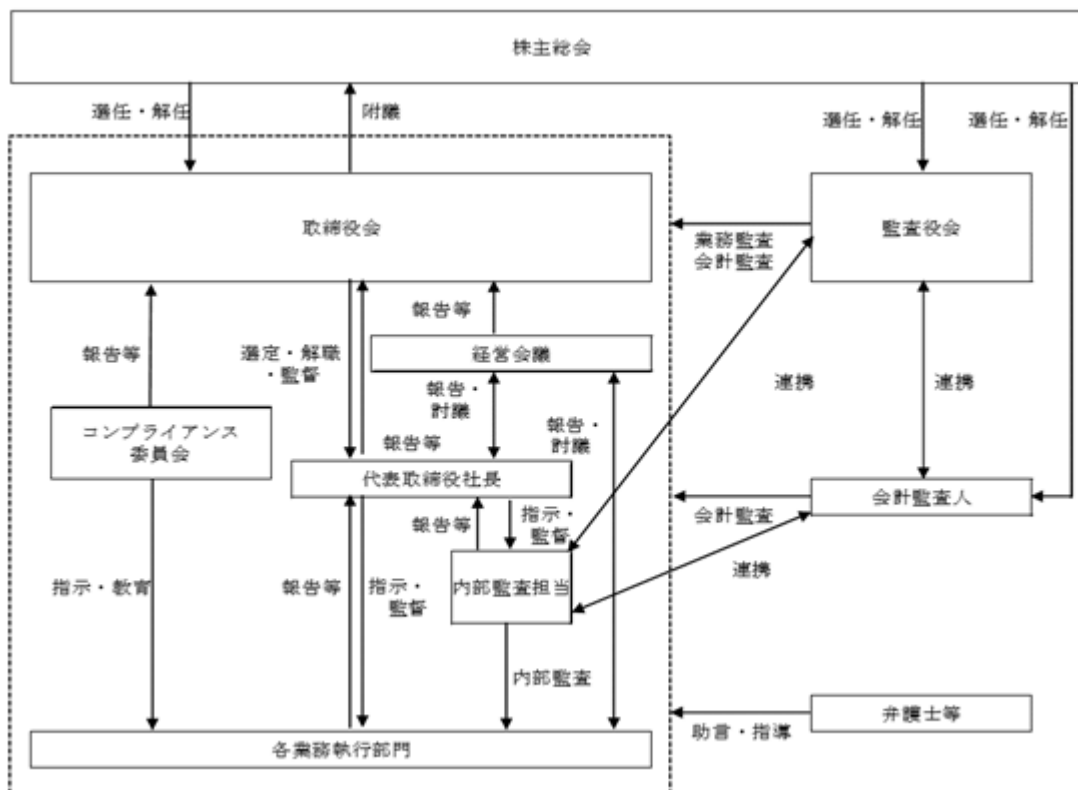 株主総会
選任・解任
附議
選任・解任
選任・解任
取締役会
監査役会
業務監査
会計監査
報告等
報告等
選定・解職
・監督
経営会議
連携
連携
報告・
討議
報告・
討議
コンプライアンス
委員会
報告等
代表取締役社長
会計監査人
会計監査
報告等
指示・
監督
連携
内部監査担当
指示・教育
報告等
指示・
監督
内部監査
弁護士等
助言・指導
各業務執行部門